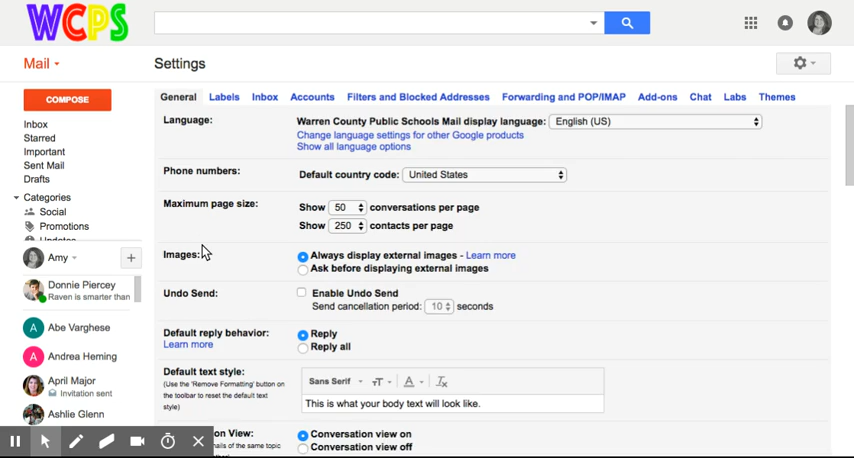 WCPS
Mail
Settings
COMPOSE
General Labels Inbox Accounts Filters and Blocked Addresses Forwarding and POP/IMAP Add-ons Chat Labs Themes
Inbox
Starred
Important
Sent Mail
Drafts
Categories
Social
Promotions
Updates
Amy
Donnie Piercey
Raven is smarter than
A Abe Varghese
A Andrea Heming
April Major
Invitation sent
Ashlie Glenn
Language: Warren County Public Schools Mail display language: English (US)
Change language settings for other Google products
Show all language options
Phone numbers: Default country code: United States
Maximum page size: Show 50 conversations per page
Show 250 contacts per page
Images: Always display external images - Learn more
Ask before displaying external images
Undo Send: Enable Undo Send
Send cancellation period: 10 seconds
Default reply behavior: Reply
Learn more
Reply all
Default text style:
(Use the 'Remove Formatting' button on
the toolbar to reset the default text
style)
Sans Serif
This is what your body text will look like.
on View: Conversation view on
ails of the same topic
Conversation view off